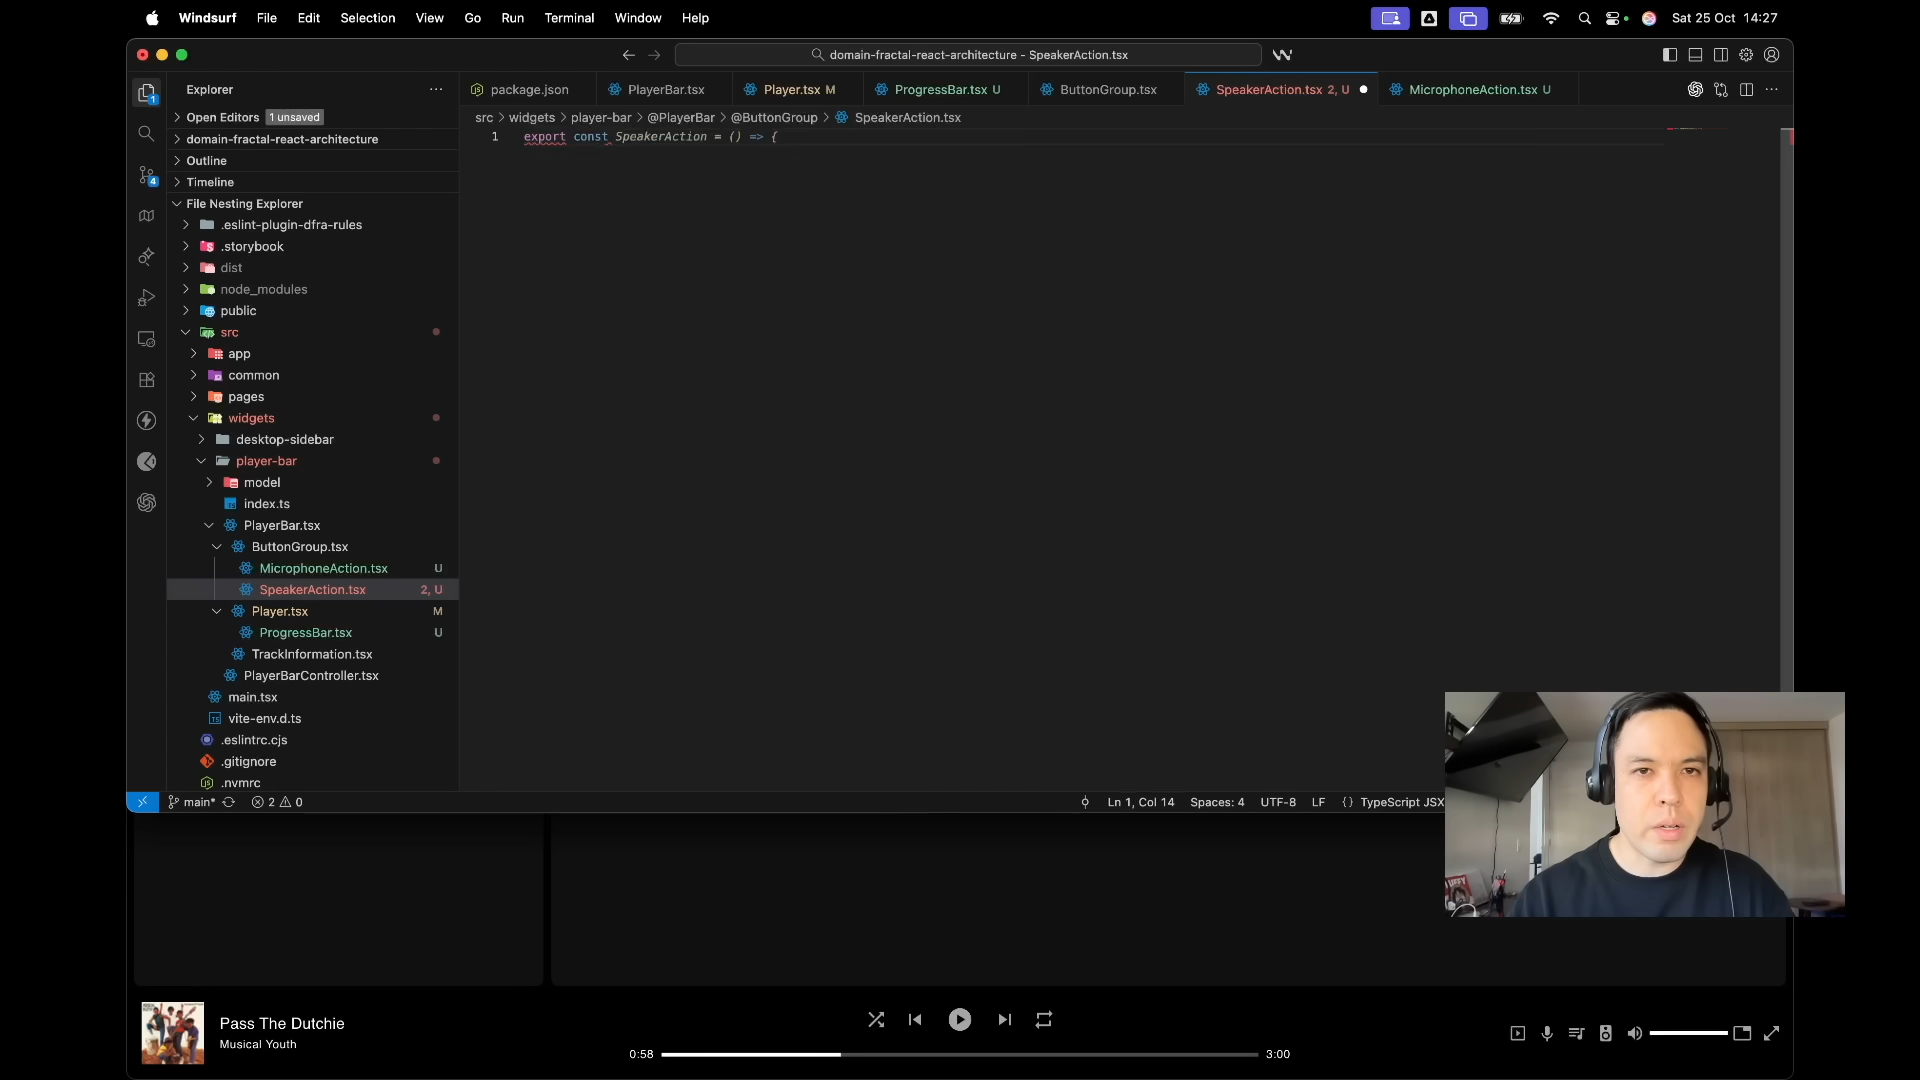 Windsurf File Edit Selection View Go Run Terminal Window Help
Sat 25 Oct 14:27
domain-fractal-react-architecture - SpeakerAction.tsx
Explorer
package.json
PlayerBar.tsx
Player.tsx M
ProgressBar.tsx U
ButtonGroup.tsx
SpeakerAction.tsx 2, U
MicrophoneAction.tsx U
src > widgets > player-bar > @PlayerBar > @ButtonGroup > SpeakerAction.tsx
1 export const SpeakerAction = () => {
1
4
Open Editors 1 unsaved
domain-fractal-react-architecture
Outline
Timeline
File Nesting Explorer
.eslint-plugin-dfra-rules
.storybook
dist
node_modules
public
src
app
common
pages
widgets
desktop-sidebar
player-bar
model
index.ts
PlayerBar.tsx
ButtonGroup.tsx
MicrophoneAction.tsx U
SpeakerAction.tsx 2, U
Player.tsx M
ProgressBar.tsx U
TrackInformation.tsx
PlayerBarController.tsx
main.tsx
vite-env.d.ts
.eslintrc.cjs
.gitignore
.nvmrc
main* 2 0
Ln 1, Col 14 Spaces: 4 UTF-8 LF {} TypeScript JSX
Pass The Dutchie
Musical Youth
0:58
3:00